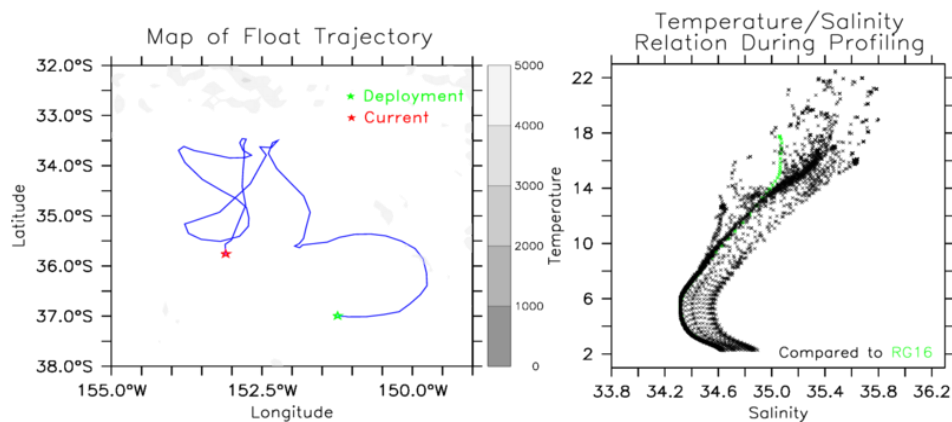 Map of Float Trajectory
32.0°S
33.0°S
34.0°S
35.0°S
36.0°S
37.0°S
38.0°S
Latitude
155.0°W
152.5°W
150.0°W
Longitude
★ Deployment
★ Current
5000
4000
3000
2000
1000
0
Temperature/Salinity
Relation During Profiling
22
18
14
10
6
2
Temperature
33.8
34.2
34.6
35.0
35.4
35.8
36.2
Salinity
Compared to RG16